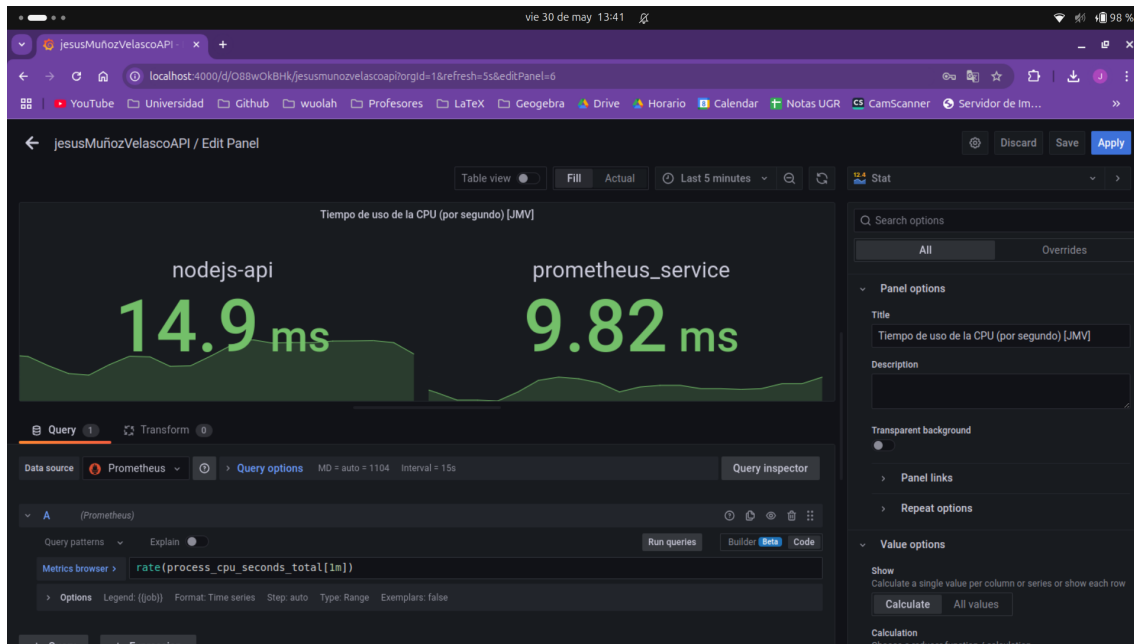 vie 30 de may 13:41
98 %
jesusMuñozVelascoAPI -
localhost:4000/d/O88wOkBHk/jesusmunozvelascoapi?orgId=1&refresh=5s&editPanel=6
J
YouTube Universidad Github wuolah Profesores LaTeX Geogebra Drive Horario Calendar Notas UGR CamScanner Servidor de Im... »
jesusMuñozVelascoAPI / Edit Panel
Discard Save Apply
Table view Fill Actual Last 5 minutes
12.4 Stat
Tiempo de uso de la CPU (por segundo) [JMV]
nodejs-api
14.9 ms
prometheus_service
9.82 ms
Query 1 Transform 0
Data source Prometheus Query options MD = auto = 1104 Interval = 15s Query inspector
A (Prometheus)
Query patterns Explain Run queries Builder Beta Code
Metrics browser > rate(process_cpu_seconds_total[1m])
> Options Legend: {{job}} Format: Time series Step: auto Type: Range Exemplars: false
Search options
All Overrides
Panel options
Title
Tiempo de uso de la CPU (por segundo) [JMV]
Description
Transparent background
Panel links
Repeat options
Value options
Show
Calculate a single value per column or series or show each row
Calculate All values
Calculation